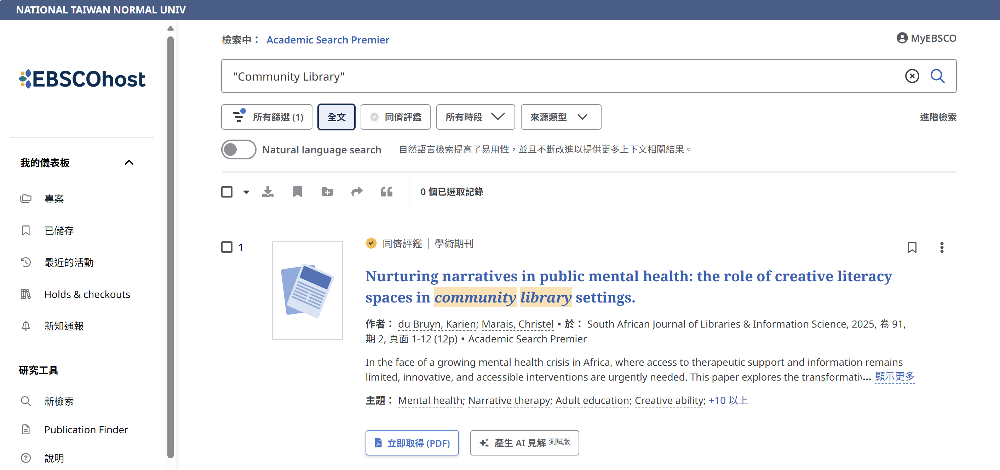 NATIONAL TAIWAN NORMAL UNIV
EBSCOhost
我的儀表板
專案
已儲存
最近的活動
Holds & checkouts
新知通報
研究工具
新檢索
Publication Finder
說明
檢索中： Academic Search Premier
MyEBSCO
"Community Library"
所有篩選 (1) 全文 同儕評鑑 所有時段 來源類型 進階檢索
Natural language search 自然語言檢索提高了易用性，並且不斷改進以提供更多上下文相關結果。
0 個已選取記錄
1
同儕評鑑 | 學術期刊
Nurturing narratives in public mental health: the role of creative literacy
spaces in community library settings.
作者： du Bruyn, Karien; Marais, Christel • 於： South African Journal of Libraries & Information Science, 2025, 卷 91,
期 2, 頁面 1-12 (12p) • Academic Search Premier
In the face of a growing mental health crisis in Africa, where access to therapeutic support and information remains
limited, innovative, and accessible interventions are urgently needed. This paper explores the transformativ... 顯示更多
主題： Mental health; Narrative therapy; Adult education; Creative ability; +10 以上
立即取得 (PDF) 產生 AI 見解 測試版